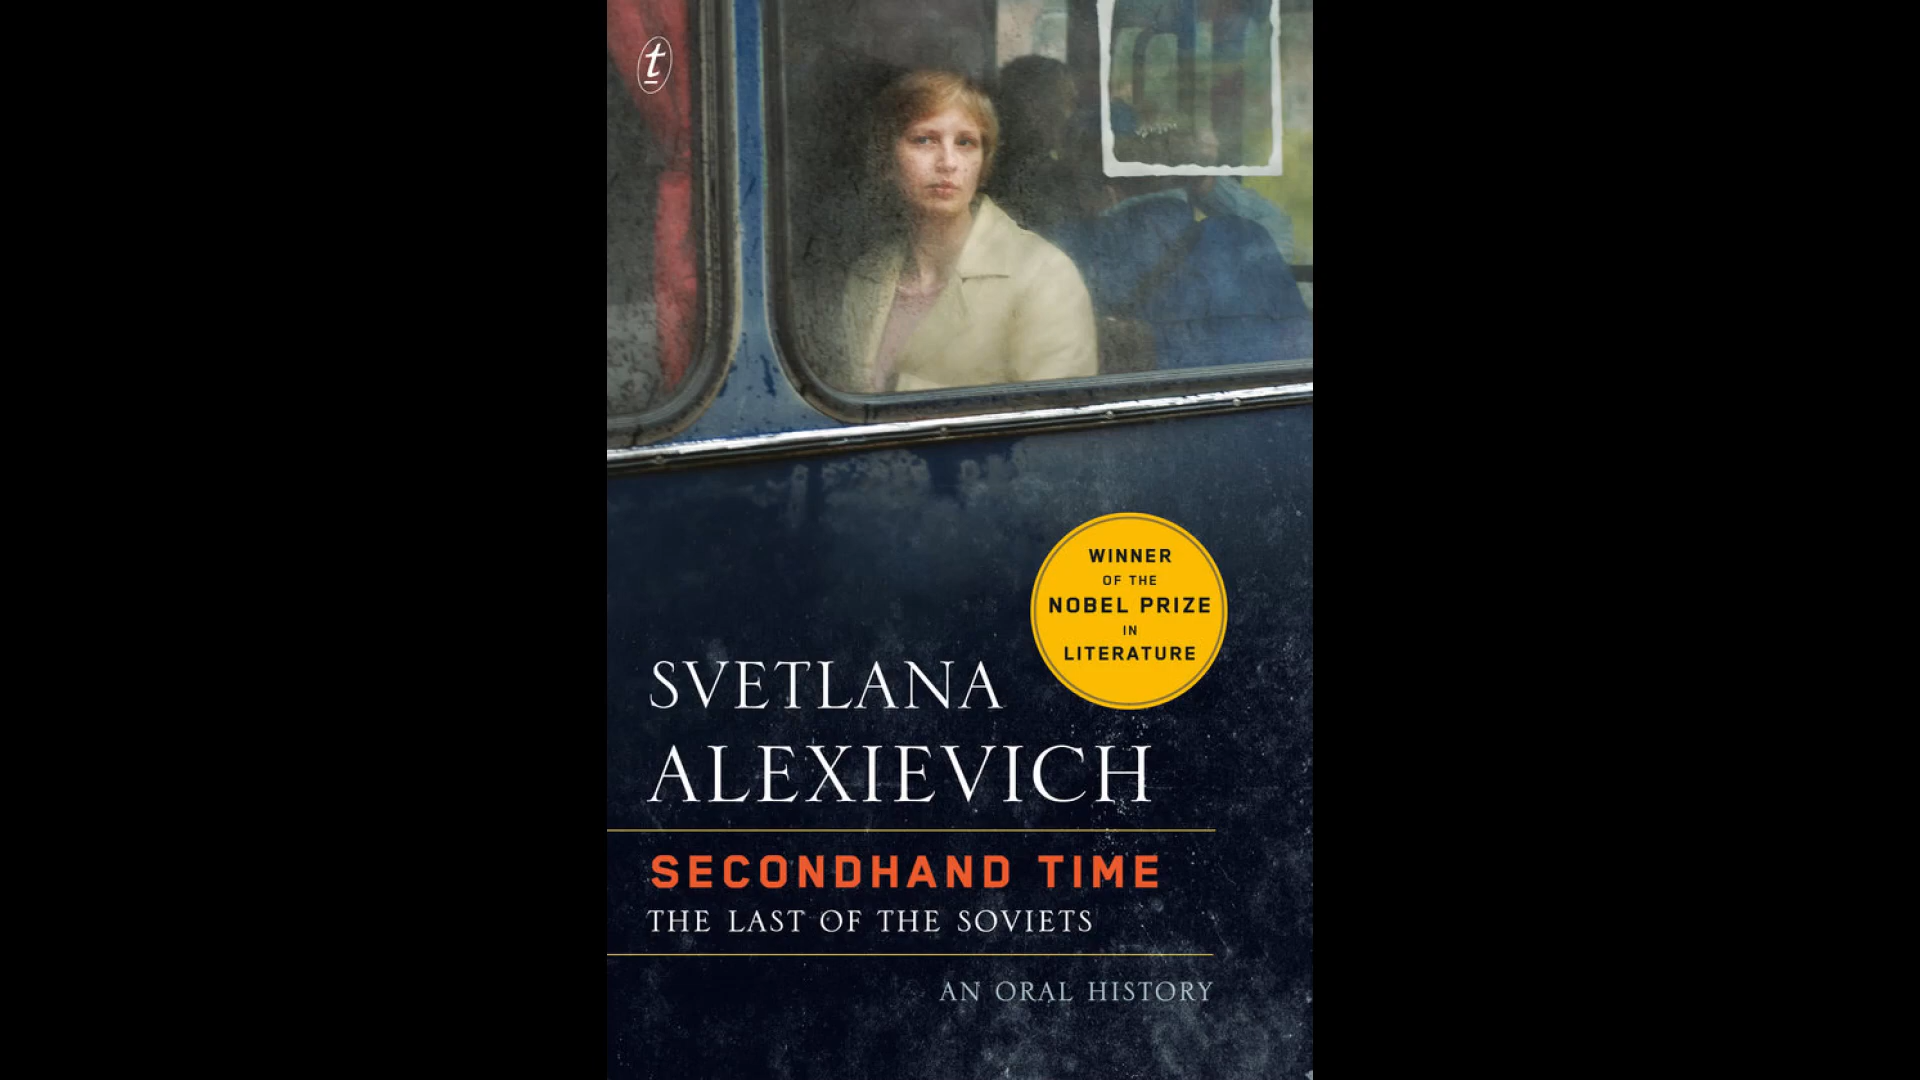 t
WINNER
OF THE
NOBEL PRIZE
IN
LITERATURE
SVETLANA
ALEXIEVICH
SECONDHAND TIME
THE LAST OF THE SOVIETS
AN ORAL HISTORY